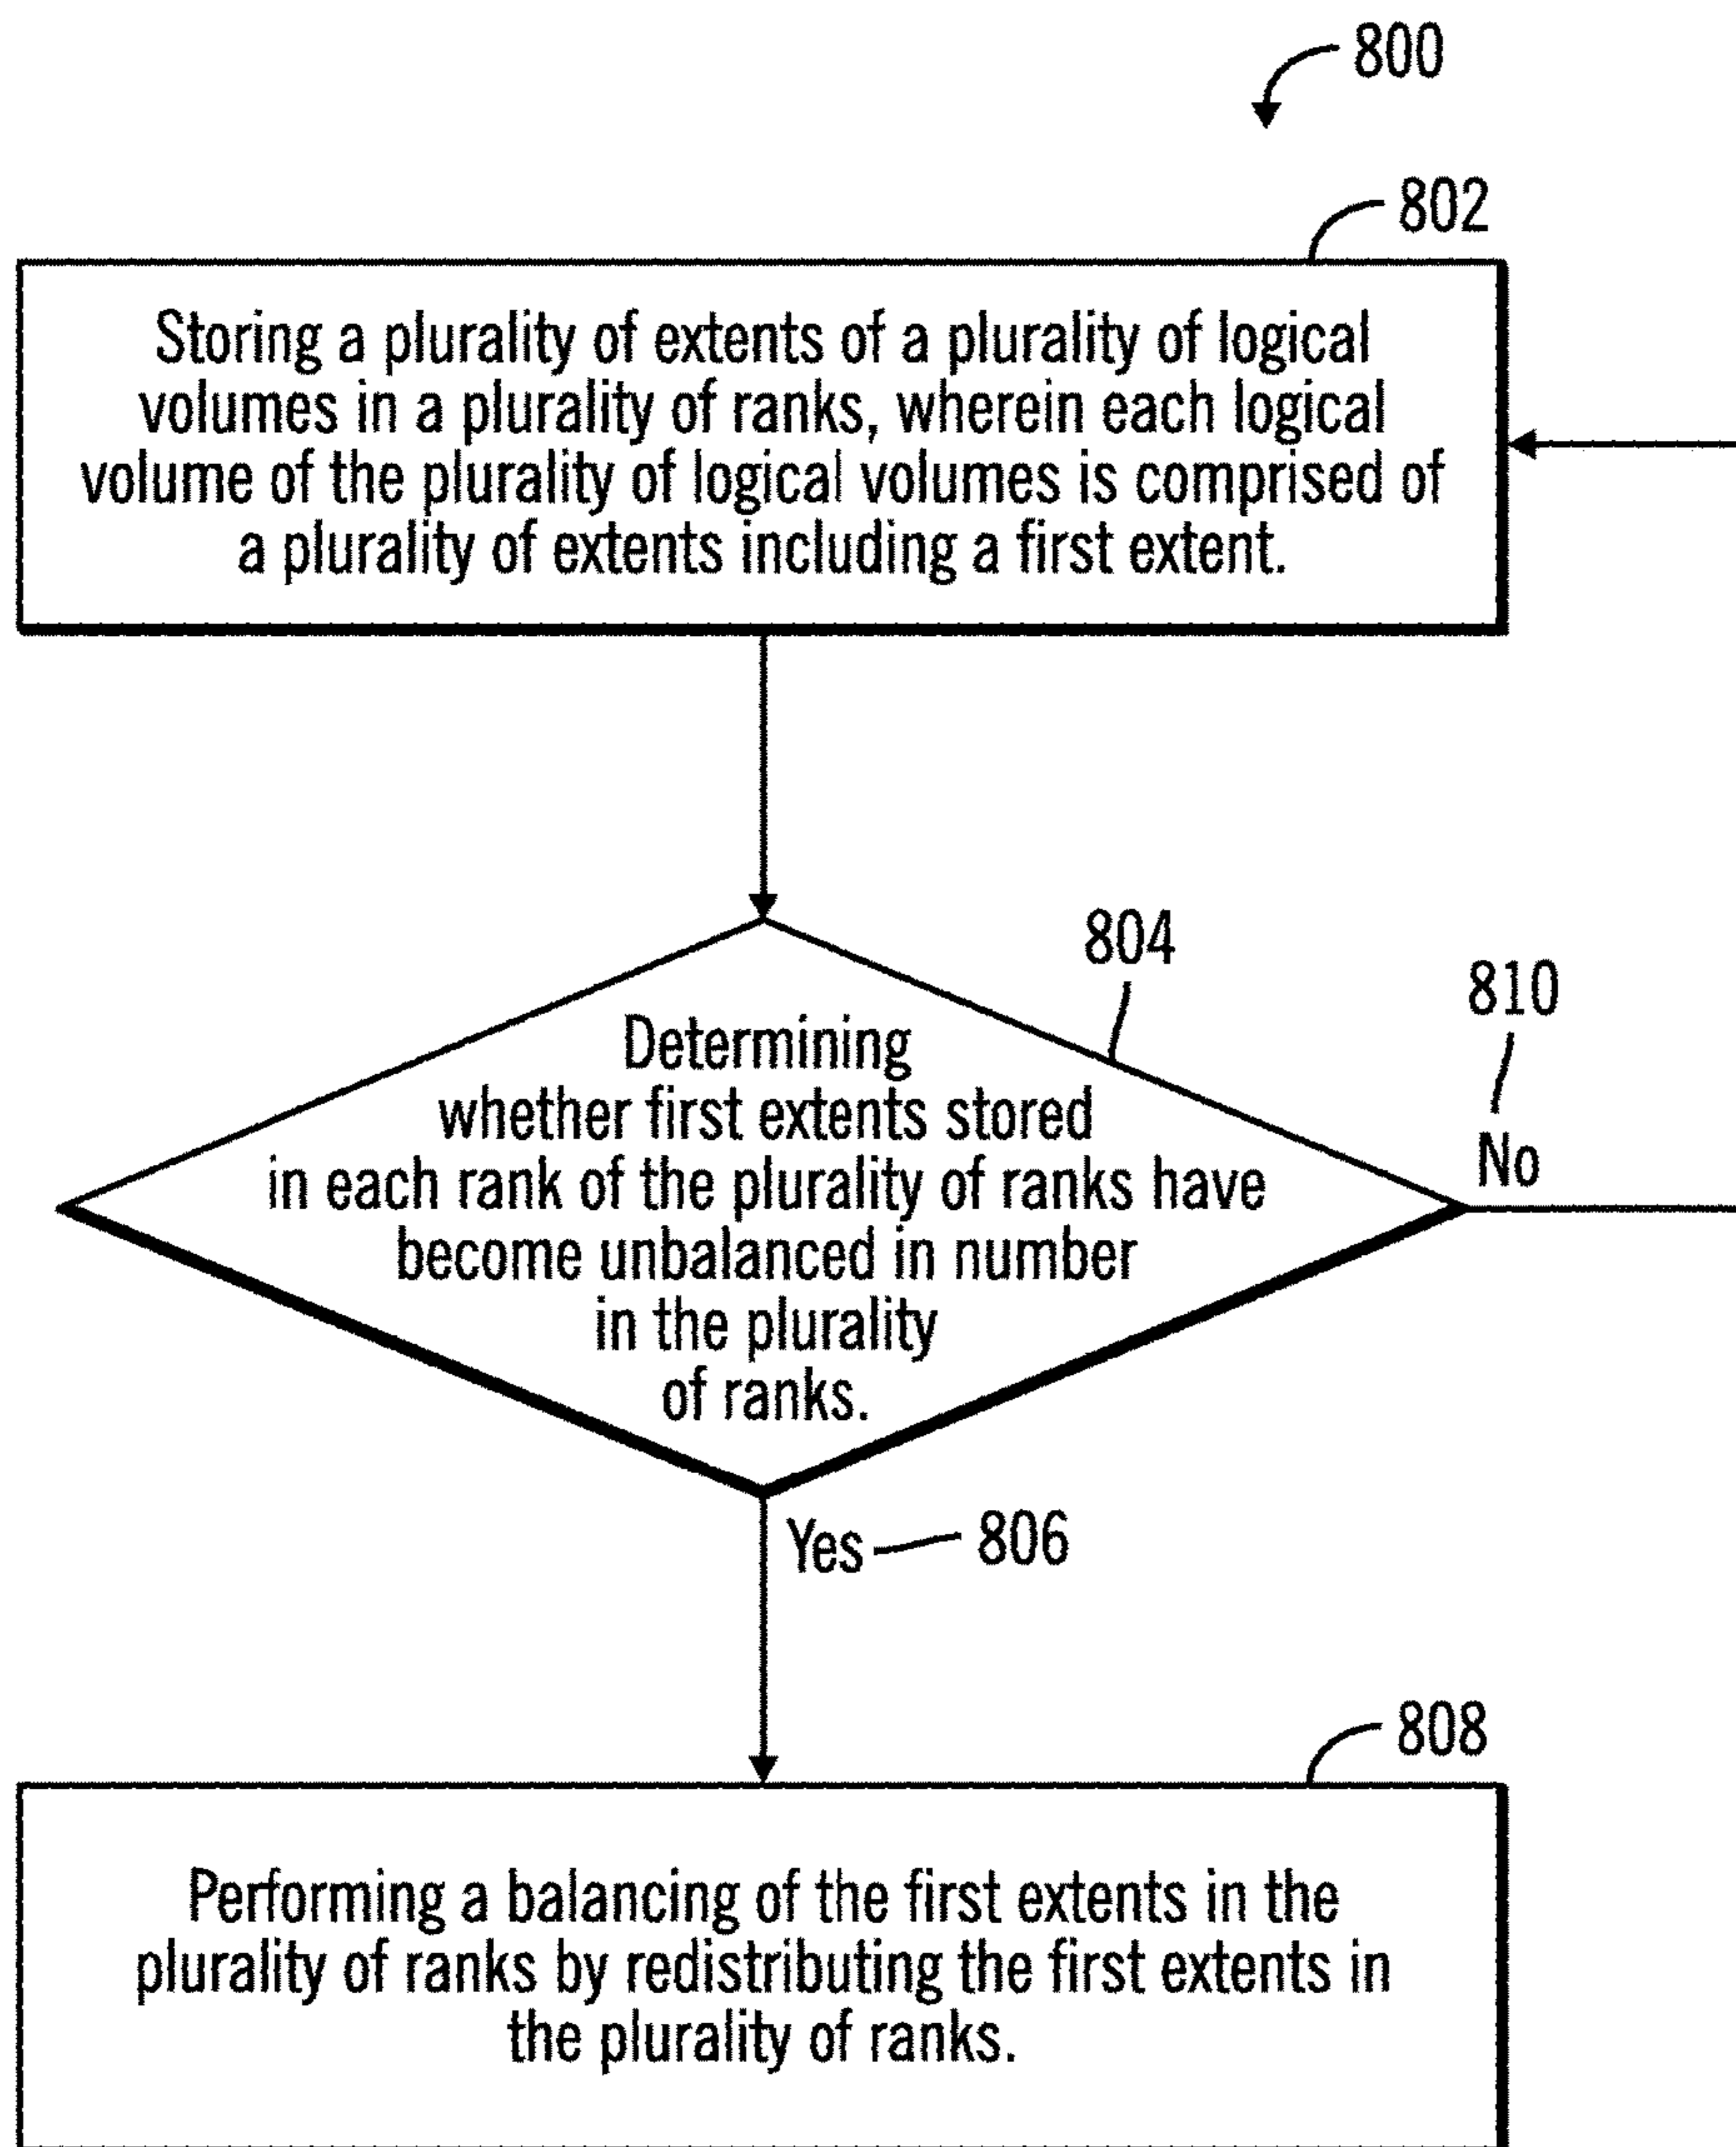 800
802
Storing a plurality of extents of a plurality of logical
volumes in a plurality of ranks, wherein each logical
volume of the plurality of logical volumes is comprised of
a plurality of extents including a first extent.
804
810
Determining
whether first extents stored
in each rank of the plurality of ranks have
become unbalanced in number
in the plurality
of ranks.
No
Yes
806
808
Performing a balancing of the first extents in the
plurality of ranks by redistributing the first extents in
the plurality of ranks.